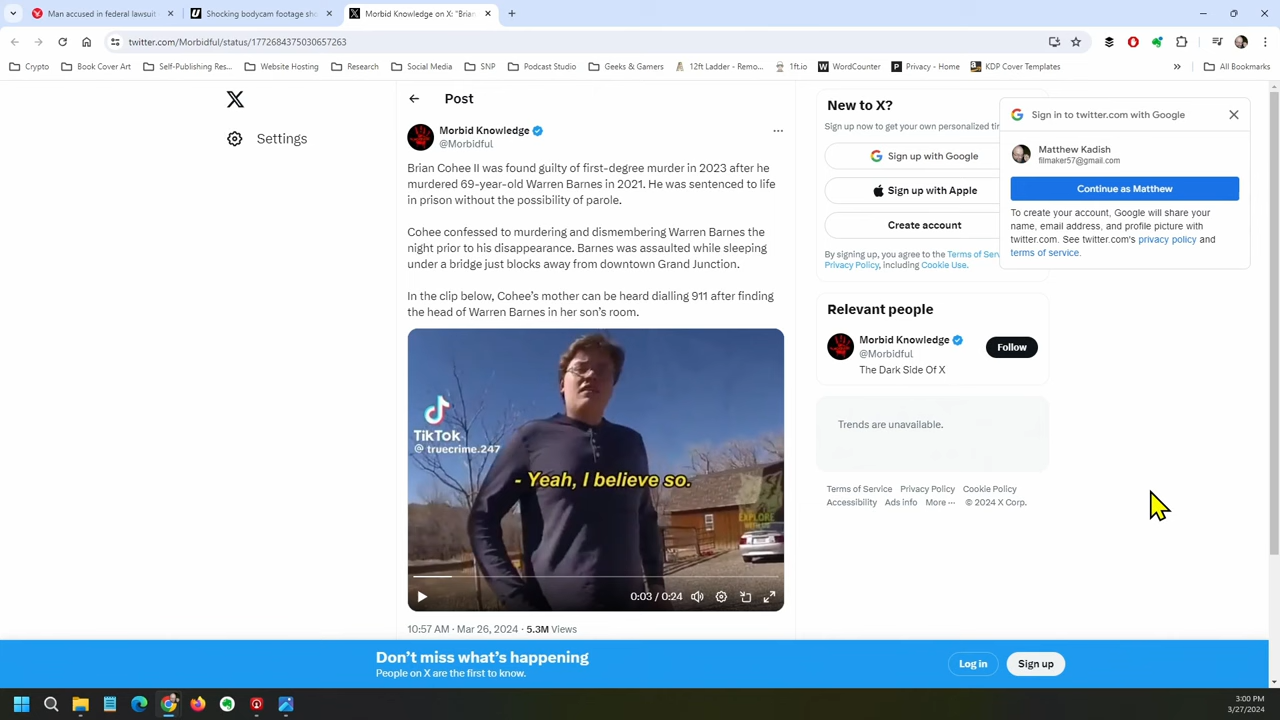 Man accused in federal lawsuit
Shocking bodycam footage sho
Morbid Knowledge on X: "Brian
twitter.com/Morbidful/status/1772684375030657263
Crypto
Book Cover Art
Self-Publishing Res...
Website Hosting
Research
Social Media
SNP
Podcast Studio
Geeks & Gamers
12ft Ladder - Remo...
1ft.io
WordCounter
Privacy - Home
KDP Cover Templates
»
All Bookmarks
X
Settings
Post
Morbid Knowledge
@Morbidful
Brian Cohee II was found guilty of first-degree murder in 2023 after he
murdered 69-year-old Warren Barnes in 2021. He was sentenced to life
in prison without the possibility of parole.
Cohee confessed to murdering and dismembering Warren Barnes the
night prior to his disappearance. Barnes was assaulted while sleeping
under a bridge just blocks away from downtown Grand Junction.
In the clip below, Cohee's mother can be heard dialling 911 after finding
the head of Warren Barnes in her son's room.
TikTok
@truecrime.247
- Yeah, I believe so.
EXPLORE
WITH US
0:03 / 0:24
10:57 AM · Mar 26, 2024 · 5.3M Views
New to X?
Sign up now to get your own personalized tim
Sign up with Google
Sign up with Apple
Create account
By signing up, you agree to the Terms of Serv
Privacy Policy, including Cookie Use.
Sign in to twitter.com with Google
Matthew Kadish
filmaker57@gmail.com
Continue as Matthew
To create your account, Google will share your
name, email address, and profile picture with
twitter.com. See twitter.com's privacy policy and
terms of service.
Relevant people
Morbid Knowledge
@Morbidful
Follow
The Dark Side Of X
Trends are unavailable.
Terms of Service Privacy Policy Cookie Policy
Accessibility Ads info More ··· © 2024 X Corp.
Don't miss what's happening
People on X are the first to know.
Log in
Sign up
3:00 PM
3/27/2024